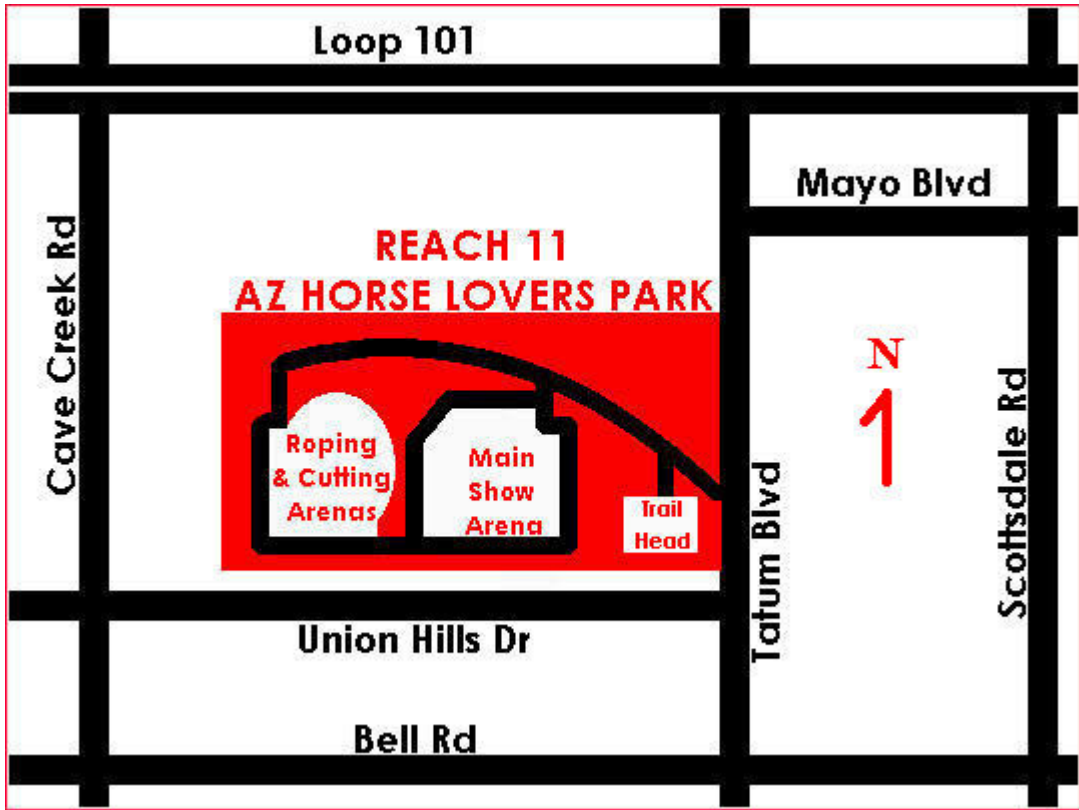 Loop 101
Mayo Blvd
Cave Creek Rd
REACH 11
AZ HORSE LOVERS PARK
N
Roping
& Cutting
Arenas
Main
Show
Arena
Trail
Head
Tatum Blvd
Scottsdale Rd
Union Hills Dr
Bell Rd